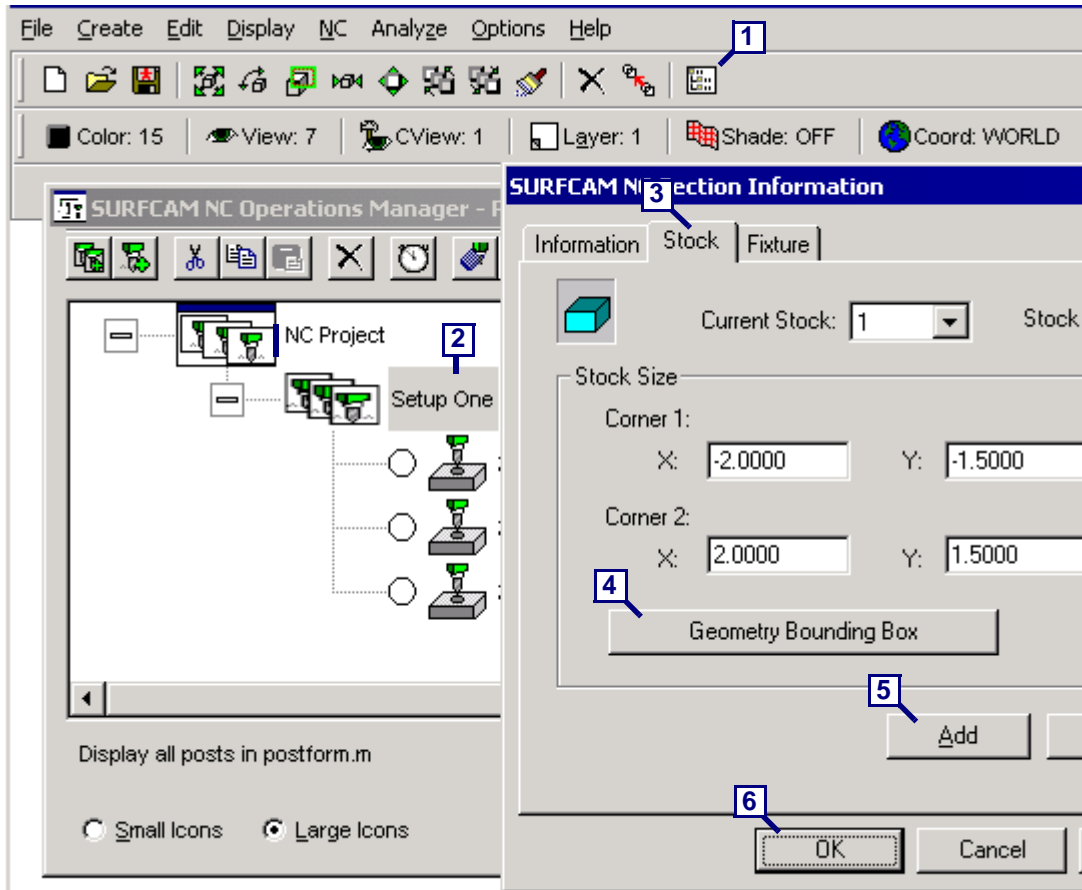 File Create Edit Display NC Analyze Options Help
1
Color: 15 View: 7 CView: 1 Layer: 1 Shade: OFF Coord: WORLD
SURFCAM NC Operations Manager -
NC Project
2
Setup One
Display all posts in postform.m
Small Icons Large Icons
SURFCAM Section Information
3
Information Stock Fixture
Current Stock: 1 Stock
Stock Size
Corner 1:
X: -2.0000 Y: -1.5000
Corner 2:
X: 2.0000 Y: 1.5000
4
Geometry Bounding Box
5
Add
6
OK Cancel